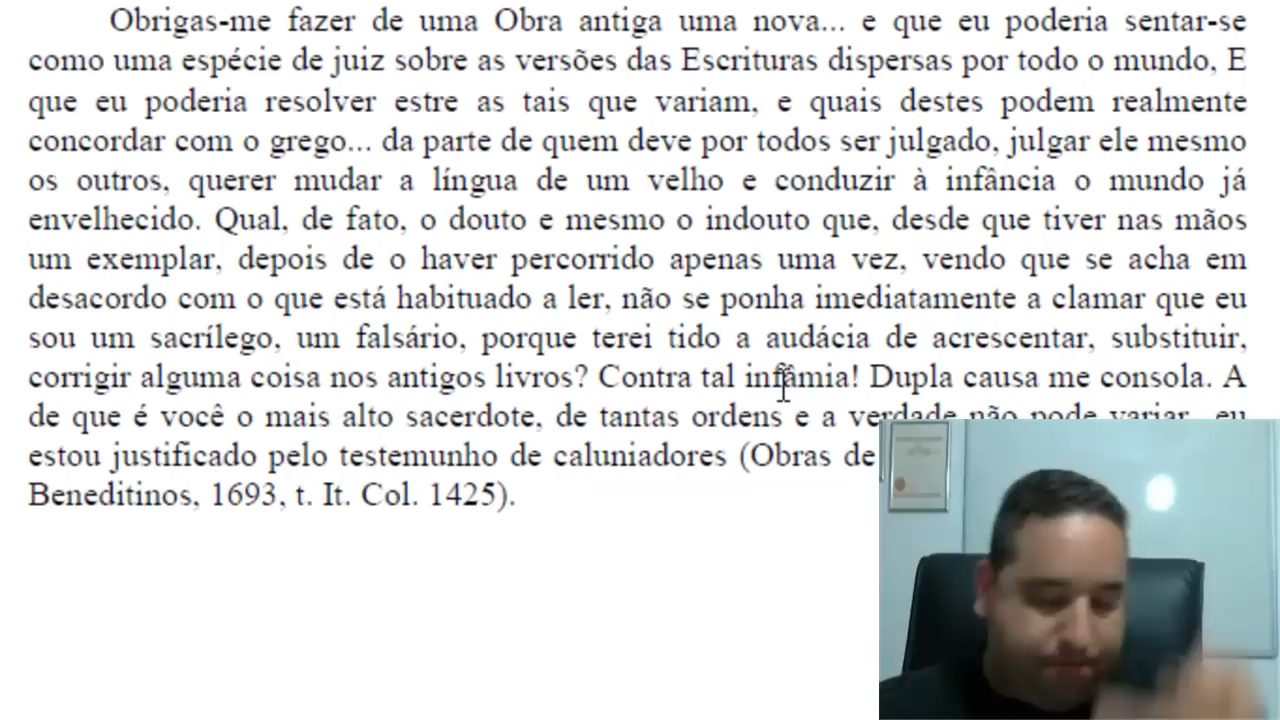 Obrigas-me fazer de uma Obra antiga uma nova... e que eu poderia sentar-se
como uma espécie de juiz sobre as versões das Escrituras dispersas por todo o mundo, E
que eu poderia resolver estre as tais que variam, e quais destes podem realmente
concordar com o grego... da parte de quem deve por todos ser julgado, julgar ele mesmo
os outros, querer mudar a língua de um velho e conduzir à infância o mundo já
envelhecido. Qual, de fato, o douto e mesmo o indouto que, desde que tiver nas mãos
um exemplar, depois de o haver percorrido apenas uma vez, vendo que se acha em
desacordo com o que está habituado a ler, não se ponha imediatamente a clamar que eu
sou um sacrílego, um falsário, porque terei tido a audácia de acrescentar, substituir,
corrigir alguma coisa nos antigos livros? Contra tal infâmia! Dupla causa me consola. A
de que é você o mais alto sacerdote, de tantas ordens e a verdade não pode variar eu
estou justificado pelo testemunho de caluniadores (Obras de
Beneditinos, 1693, t. It. Col. 1425).